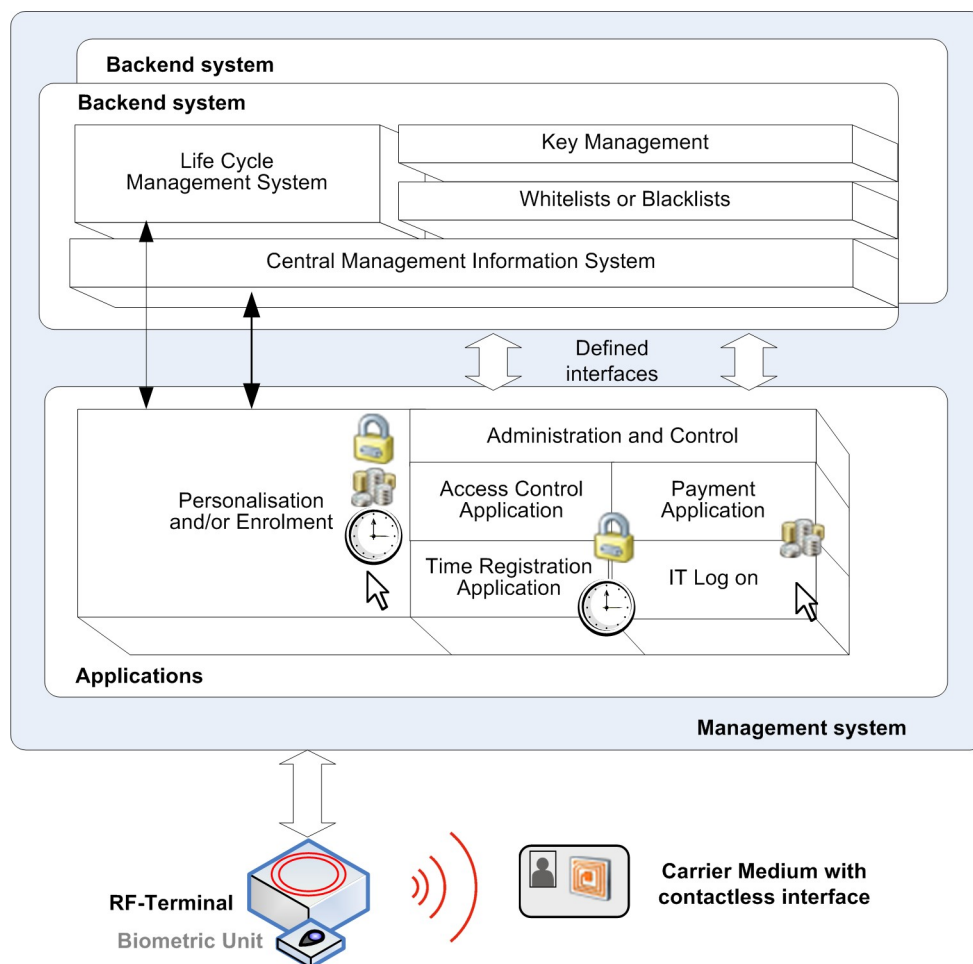 Backend system
Backend system
Life Cycle
Management System
Key Management
Whitelists or Blacklists
Central Management Information System
Defined
interfaces
Personalisation
and/or Enrolment
Administration and Control
Access Control
Application
Payment
Application
Time Registration
Application
IT Log on
Applications
Management system
RF-Terminal
Biometric Unit
Carrier Medium with
contactless interface